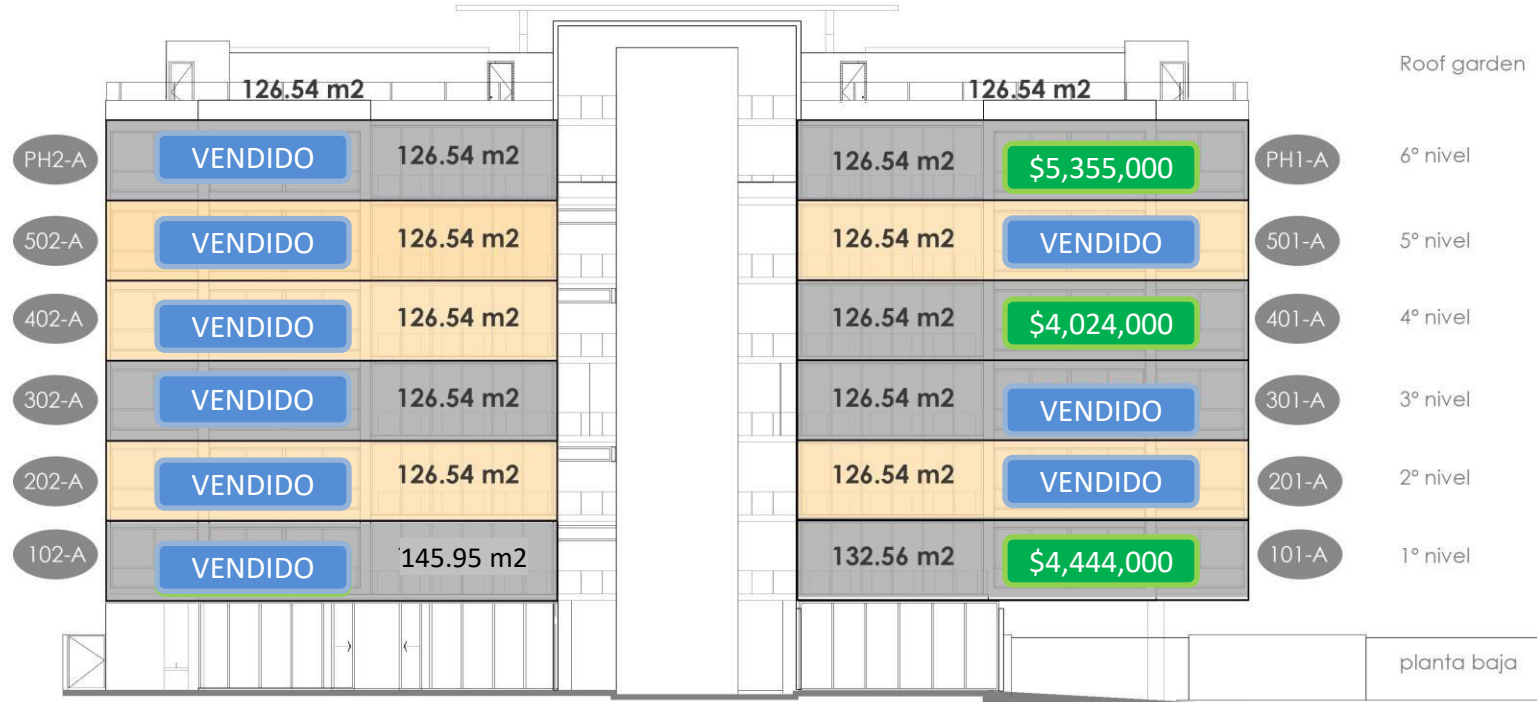 Roof garden
126.54 m2 126.54 m2
PH2-A VENDIDO 126.54 m2 126.54 m2 $5,355,000 PH1-A 6° nivel
502-A VENDIDO 126.54 m2 126.54 m2 VENDIDO 501-A 5° nivel
402-A VENDIDO 126.54 m2 126.54 m2 $4,024,000 401-A 4° nivel
302-A VENDIDO 126.54 m2 126.54 m2 VENDIDO 301-A 3° nivel
202-A VENDIDO 126.54 m2 126.54 m2 VENDIDO 201-A 2° nivel
102-A VENDIDO 145.95 m2 132.56 m2 $4,444,000 101-A 1° nivel
planta baja